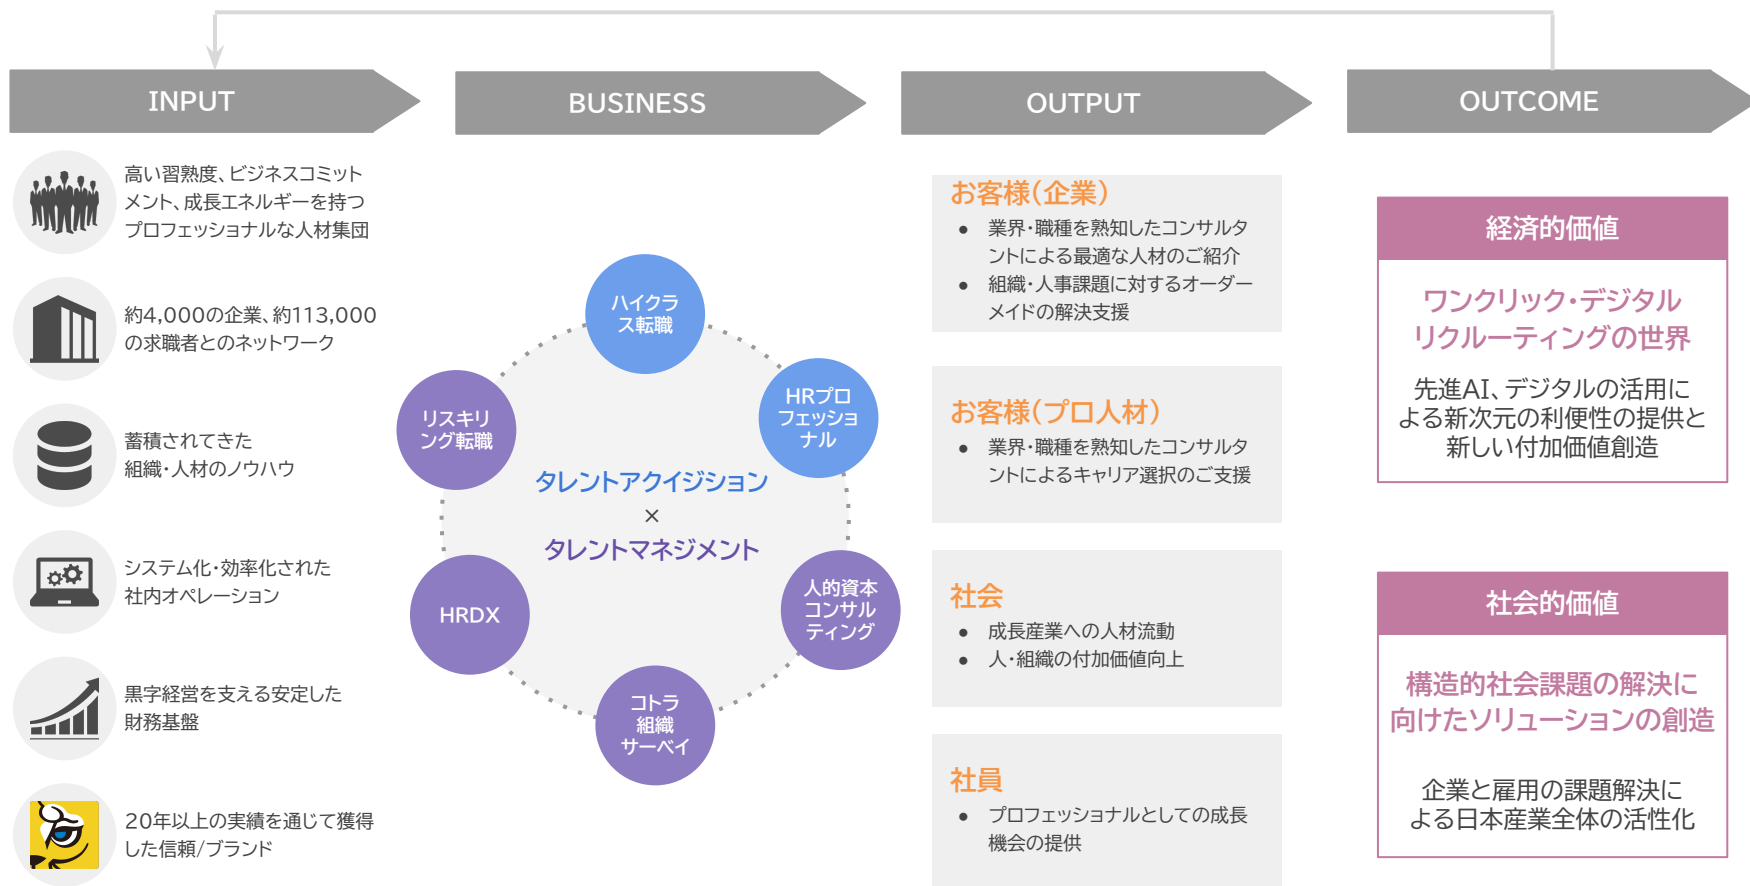 INPUT
高い習熟度、ビジネスコミット
メント、成長エネルギーを持つ
プロフェッショナルな人材集団
約4,000の企業、約113,000
の求職者とのネットワーク
蓄積されてきた
組織・人材のノウハウ
システム化・効率化された
社内オペレーション
黒字経営を支える安定した
財務基盤
20年以上の実績を通じて獲得
した信頼/ブランド
BUSINESS
ハイクラ
ス転職
HRプロ
フェッショ
ナル
リスキリ
ング転職
タレントアクイジション
×
タレントマネジメント
HRDX
人的資本
コンサル
ティング
コトラ
組織
サーベイ
OUTPUT
お客様(企業)
● 業界・職種を熟知したコンサルタ
ントによる最適な人材のご紹介
● 組織・人事課題に対するオーダー
メイドの解決支援
お客様(プロ人材)
● 業界・職種を熟知したコンサルタ
ントによるキャリア選択のご支援
社会
● 成長産業への人材流動
● 人・組織の付加価値向上
社員
● プロフェッショナルとしての成長
機会の提供
OUTCOME
経済的価値
ワンクリック・デジタル
リクルーティングの世界
先進AI、デジタルの活用に
よる新次元の利便性の提供と
新しい付加価値創造
社会的価値
構造的社会課題の解決に
向けたソリューションの創造
企業と雇用の課題解決に
よる日本産業全体の活性化